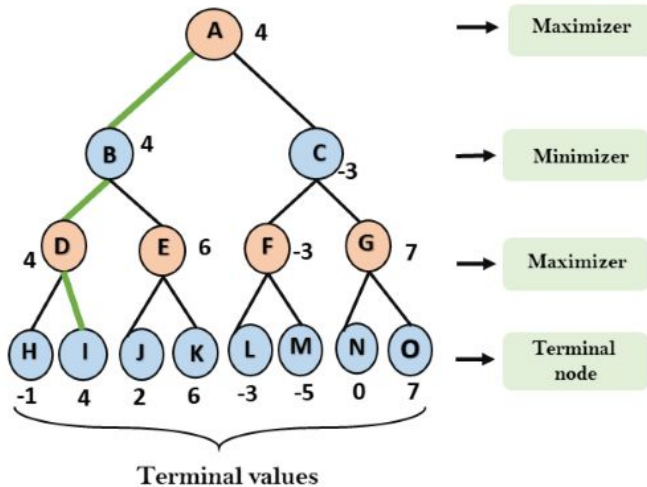 A 4
Maximizer
B 4
C -3
Minimizer
4 D
E 6
F -3
G 7
Maximizer
H I J K L M N O
Terminal
node
-1 4 2 6 -3 -5 0 7
Terminal values